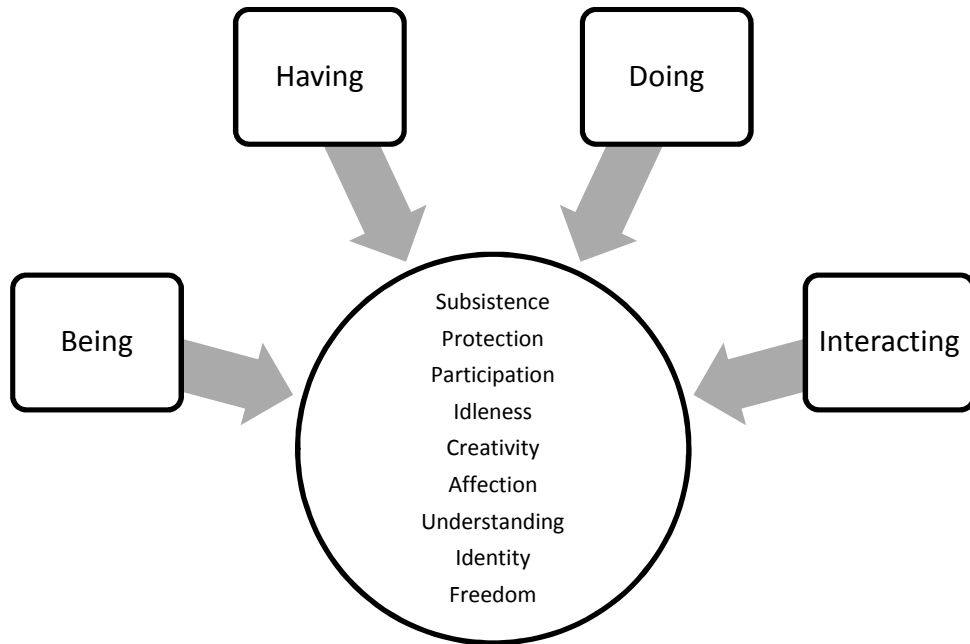 Having
Doing
Being
Interacting
Subsistence
Protection
Participation
Idleness
Creativity
Affection
Understanding
Identity
Freedom